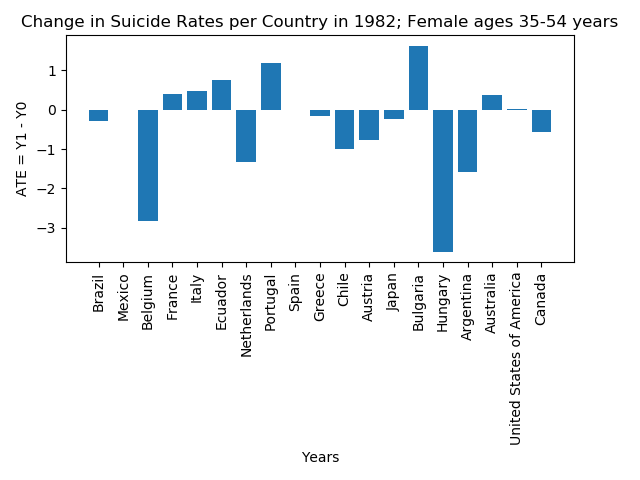 Change in Suicide Rates per Country in 1982; Female ages 35-54 years
ATE = Y1 - Y0
1
0
−1
−2
−3
Brazil
Mexico
Belgium
France
Italy
Ecuador
Netherlands
Portugal
Spain
Greece
Chile
Austria
Japan
Bulgaria
Hungary
Argentina
Australia
United States of America
Canada
Years